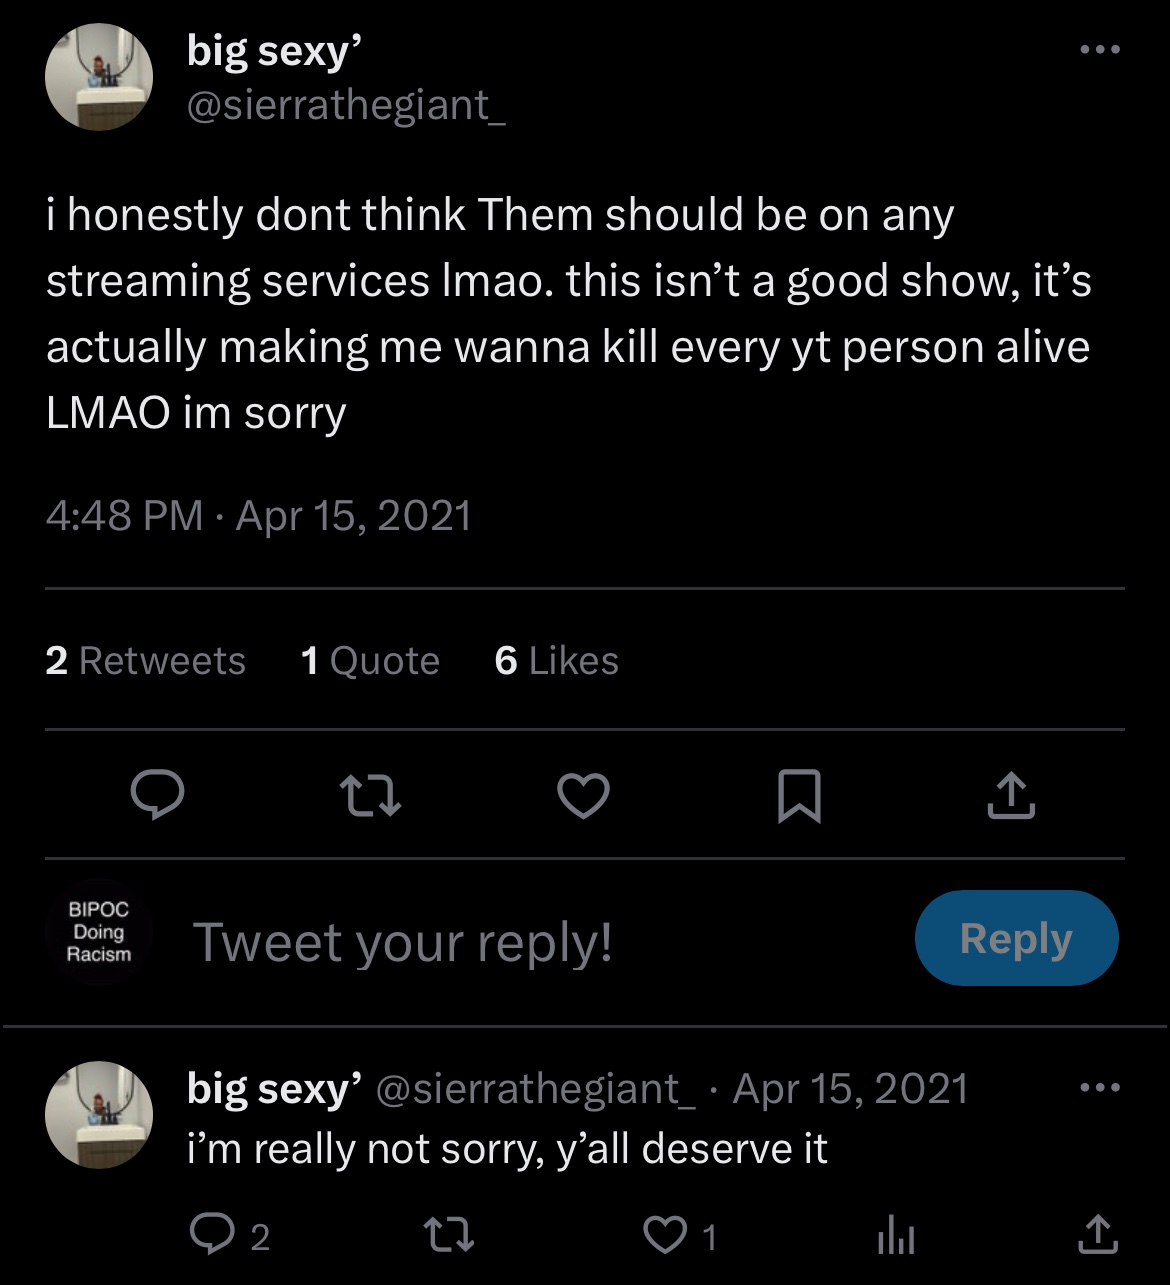 big sexy’
@sierrathegiant_
i honestly dont think Them should be on any
streaming services lmao. this isn’t a good show, it’s
actually making me wanna kill every yt person alive
LMAO im sorry
4:48 PM · Apr 15, 2021
2 Retweets 1 Quote 6 Likes
BIPOC
Doing
Racism
Tweet your reply!
Reply
big sexy’ @sierrathegiant_ · Apr 15, 2021
i’m really not sorry, y’all deserve it
2 1